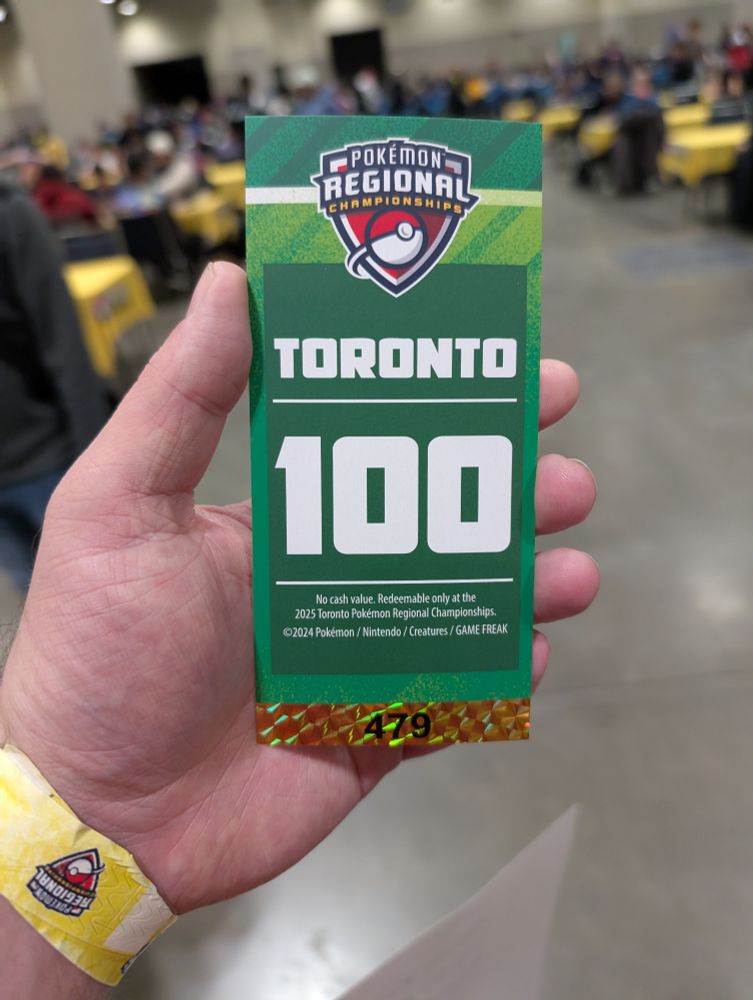 POKÉMON
REGIONAL
CHAMPIONSHIPS
TORONTO
100
No cash value. Redeemable only at the
2025 Toronto Pokémon Regional Championships.
©2024 Pokémon / Nintendo / Creatures / GAME FREAK
479
REGIONAL